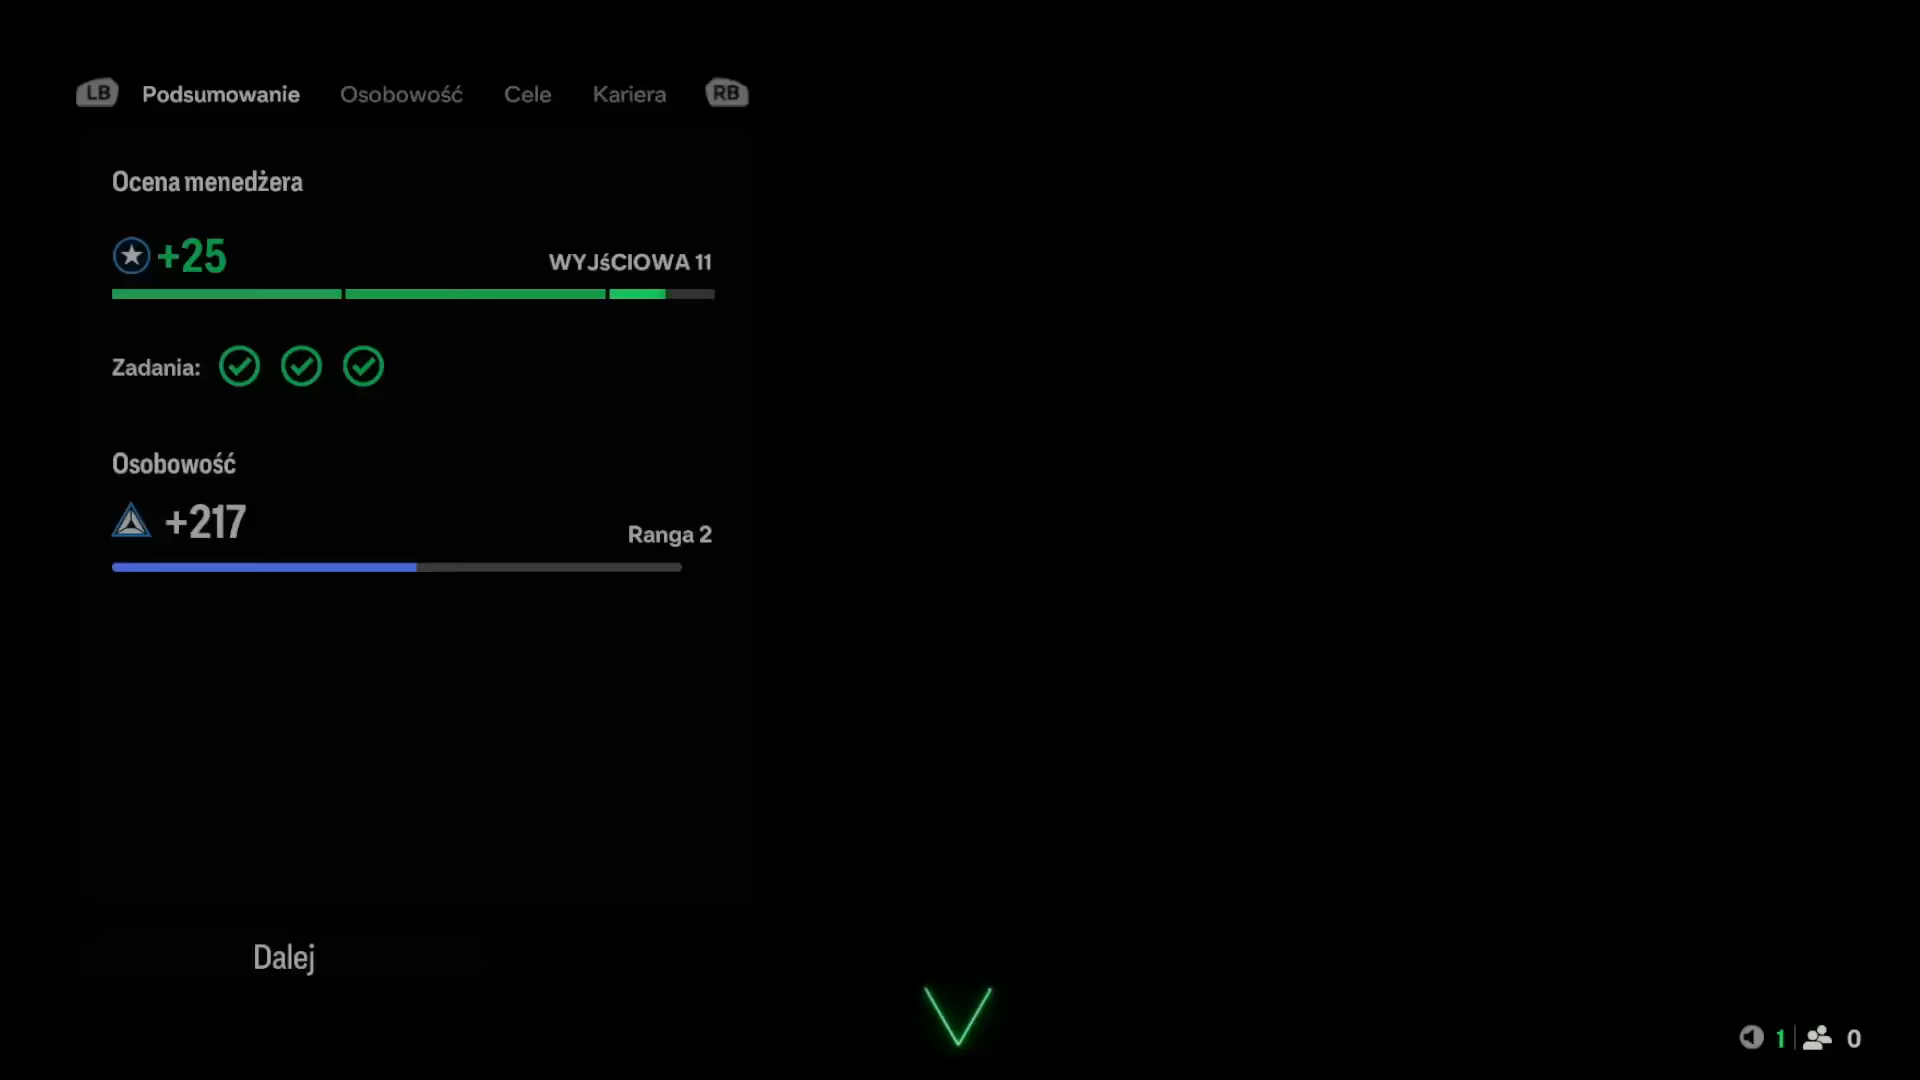 LB Podsumowanie Osobowość Cele Kariera RB
Ocena menedżera
+25 WYJśCIOWA 11
Zadania:
Osobowość
+217 Ranga 2
Dalej
1 0